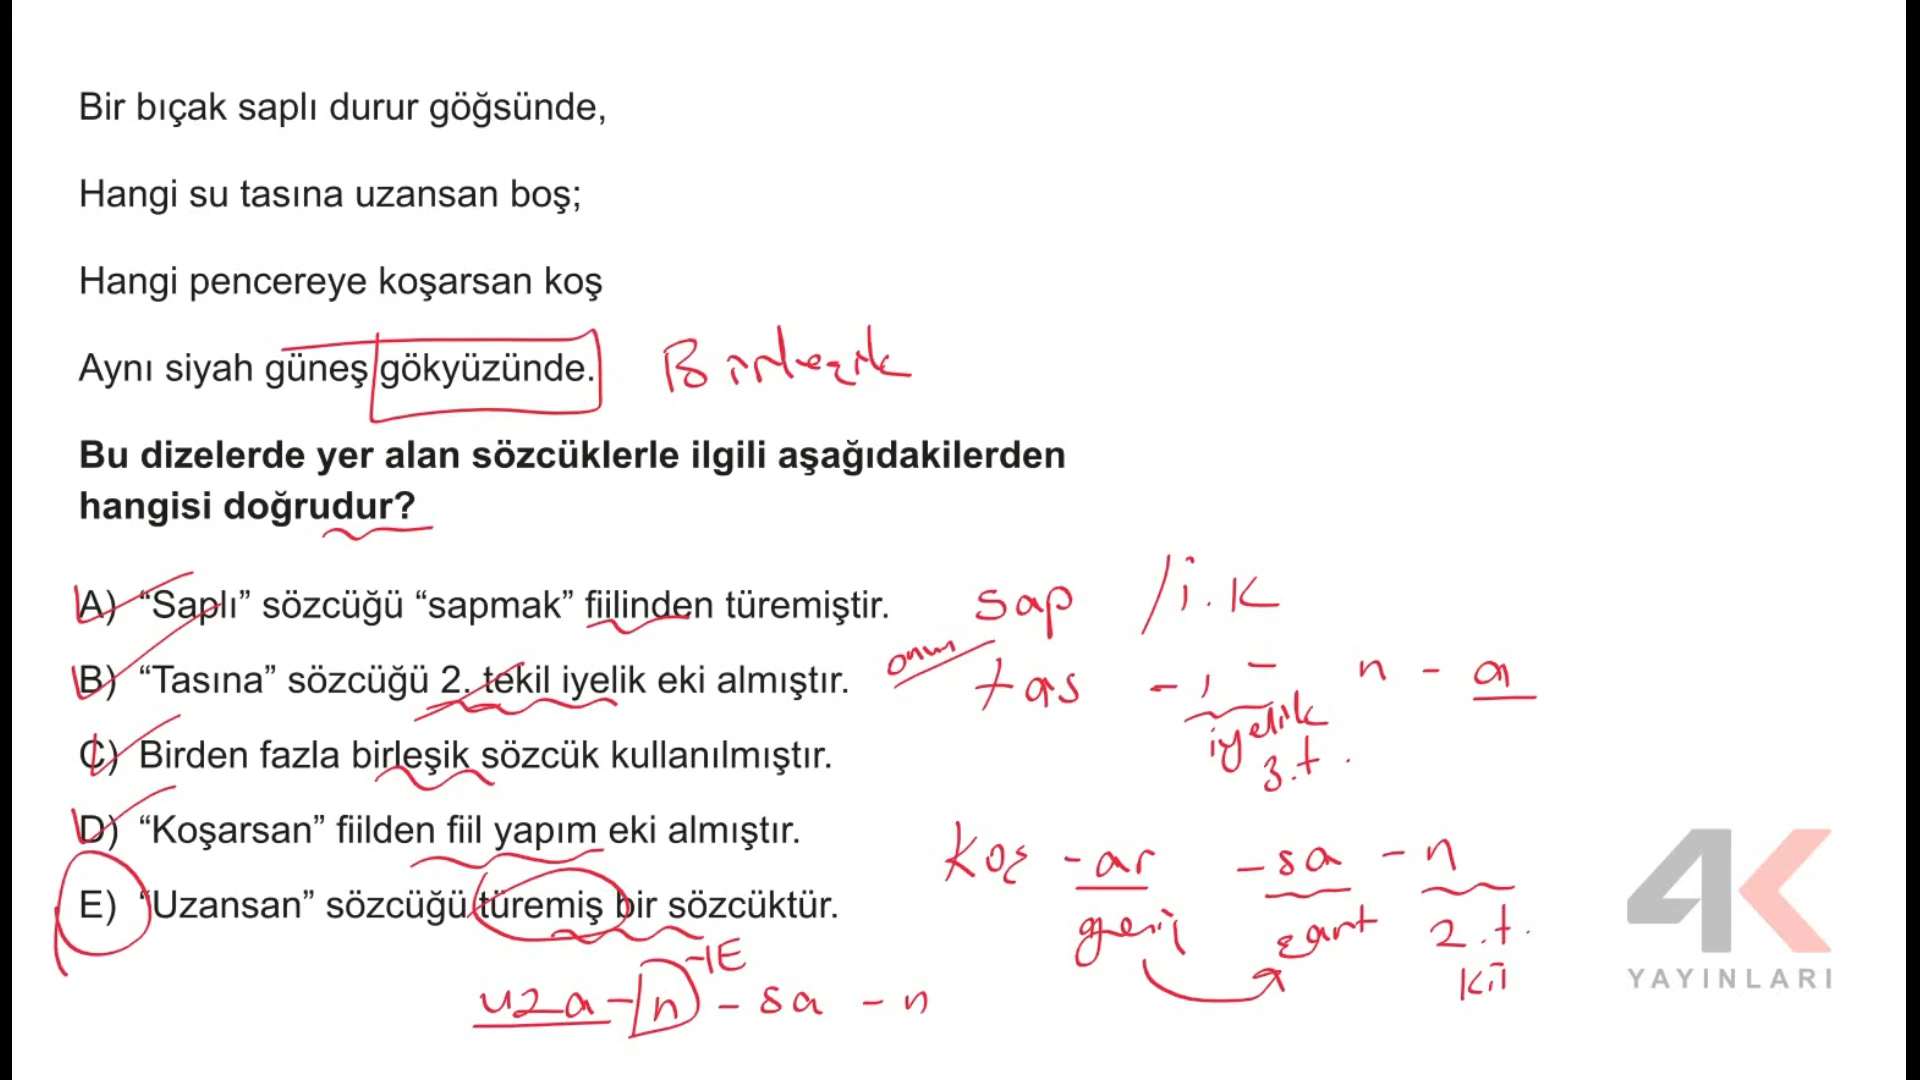 Bir bıçak saplı durur göğsünde,
Hangi su tasına uzansan boş;
Hangi pencereye koşarsan koş
Aynı siyah güneş gökyüzünde.
Birleşik
Bu dizelerde yer alan sözcüklerle ilgili aşağıdakilerden
hangisi doğrudur?
A) “Saplı” sözcüğü “sapmak” fiilinden türemiştir.
sap / i.k
B) “Tasına” sözcüğü 2. tekil iyelik eki almıştır.
onun tas - ı - n - a
iyelik
3.t.
C) Birden fazla birleşik sözcük kullanılmıştır.
D) “Koşarsan” fiilden fiil yapım eki almıştır.
Koş - ar - sa - n
geniş şart 2.t.
E) “Uzansan” sözcüğü türemiş bir sözcüktür.
uza - n - sa - n
4K
YAYINLARI